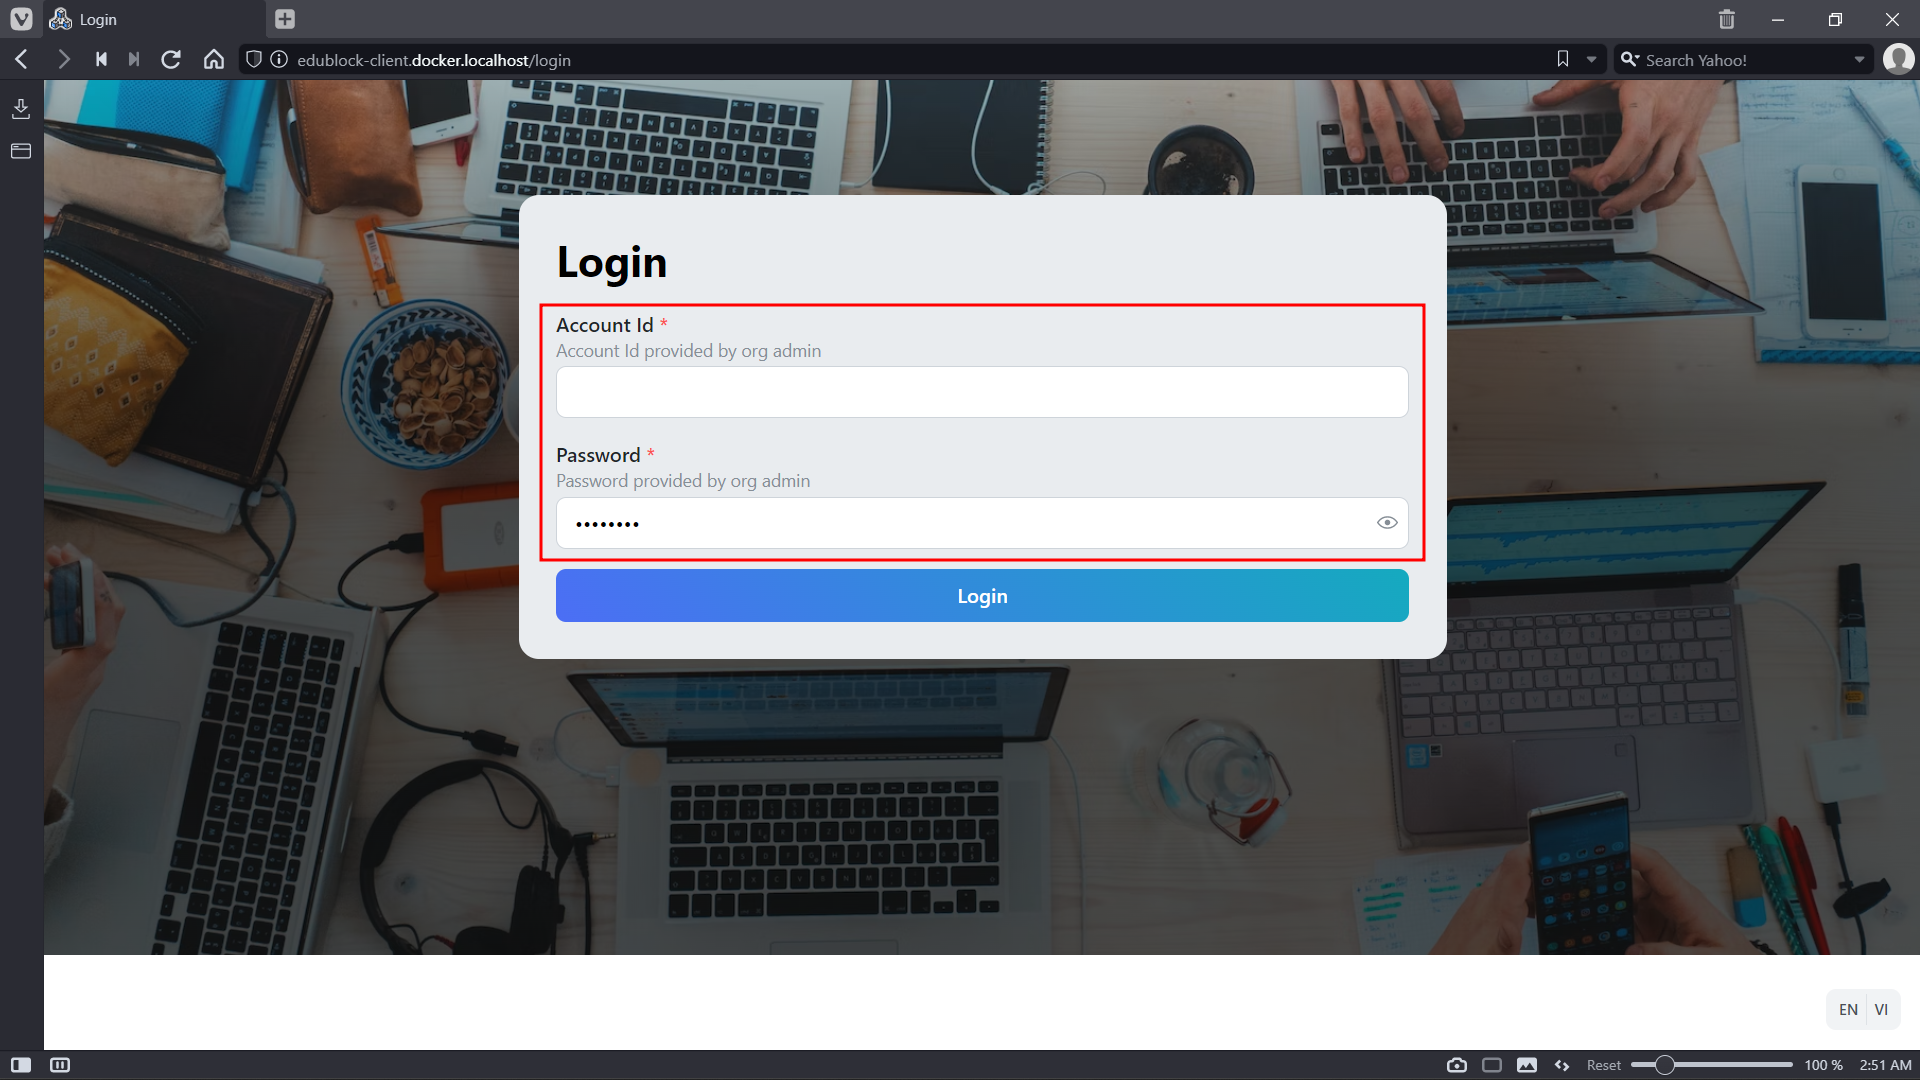 Login
edublock-client.docker.localhost/login
Search Yahoo!
Login
Account Id *
Account Id provided by org admin
Password *
Password provided by org admin
••••••••
Login
EN VI
Reset 100 % 2:51 AM